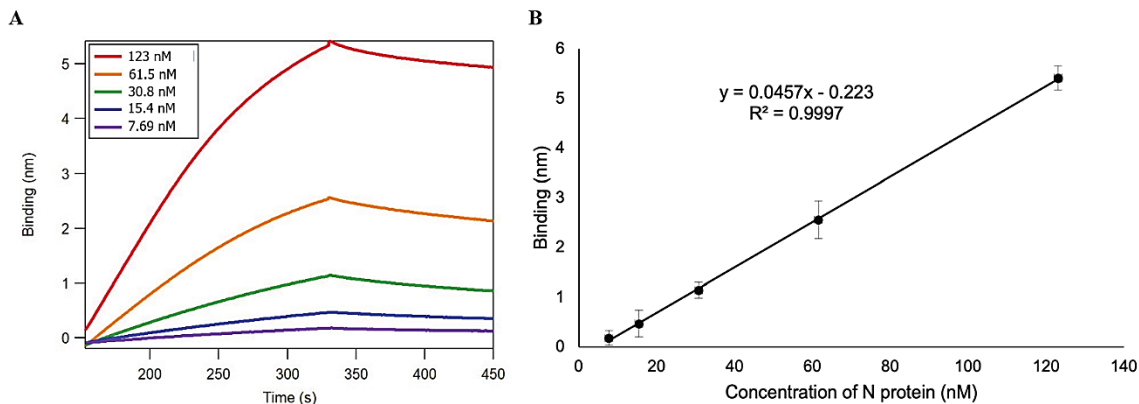 A
123 nM
61.5 nM
30.8 nM
15.4 nM
7.69 nM
5
4
3
2
1
0
Binding (nm)
200
250
300
350
400
450
Time (s)
B
y = 0.0457x - 0.223
R² = 0.9997
6
5
4
3
2
1
0
Binding (nm)
0
20
40
60
80
100
120
140
Concentration of N protein (nM)